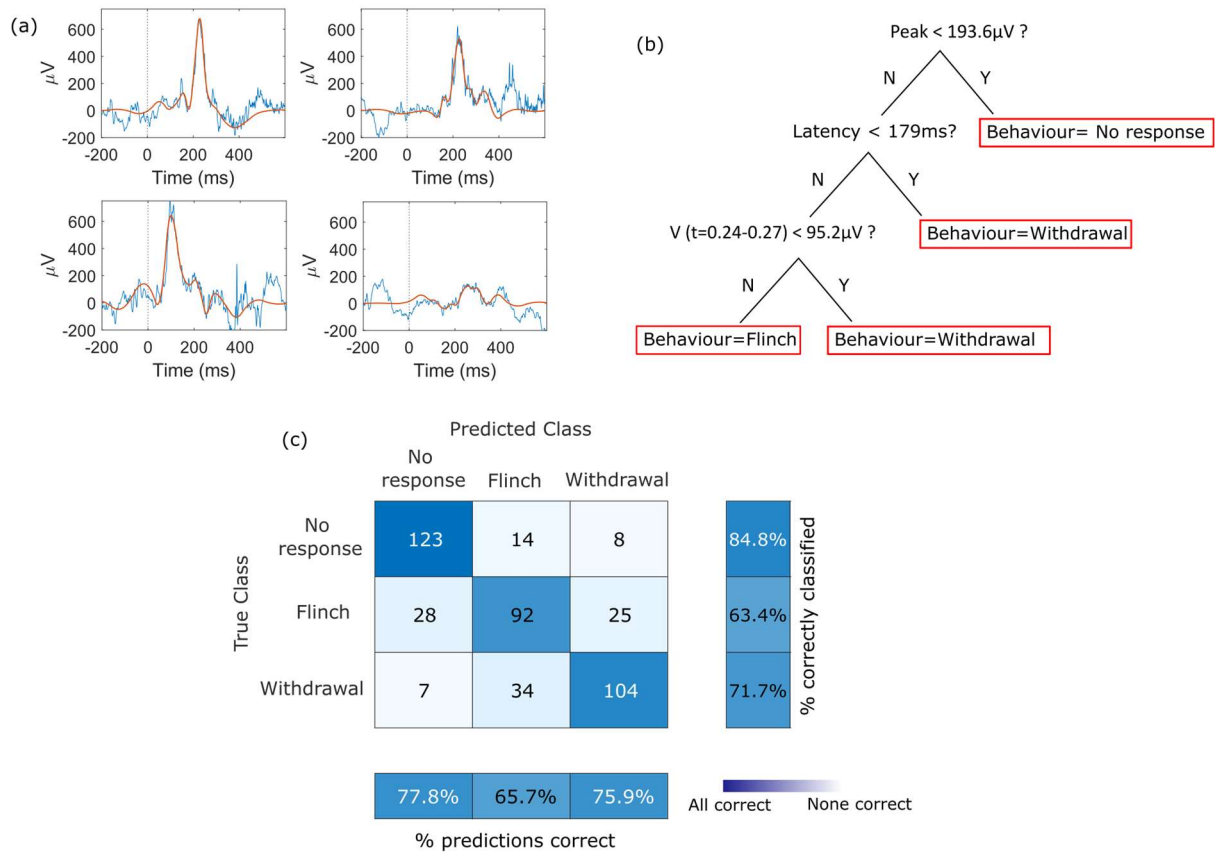 (a)
600
400
200
0
-200
μV
-200 0 200 400
Time (ms)
600
400
200
0
-200
μV
-200 0 200 400
Time (ms)
600
400
200
0
-200
μV
-200 0 200 400
Time (ms)
600
400
200
0
-200
μV
-200 0 200 400
Time (ms)
(b)
Peak < 193.6μV ?
N Y
Latency < 179ms?
Behaviour= No response
N Y
V (t=0.24-0.27) < 95.2μV ?
Behaviour=Withdrawal
N Y
Behaviour=Flinch
Behaviour=Withdrawal
(c)
Predicted Class
No
response
Flinch
Withdrawal
True Class
No
response
123 14 8
84.8%
Flinch
28 92 25
63.4%
Withdrawal
7 34 104
71.7%
% correctly classified
77.8% 65.7% 75.9%
% predictions correct
All correct
None correct